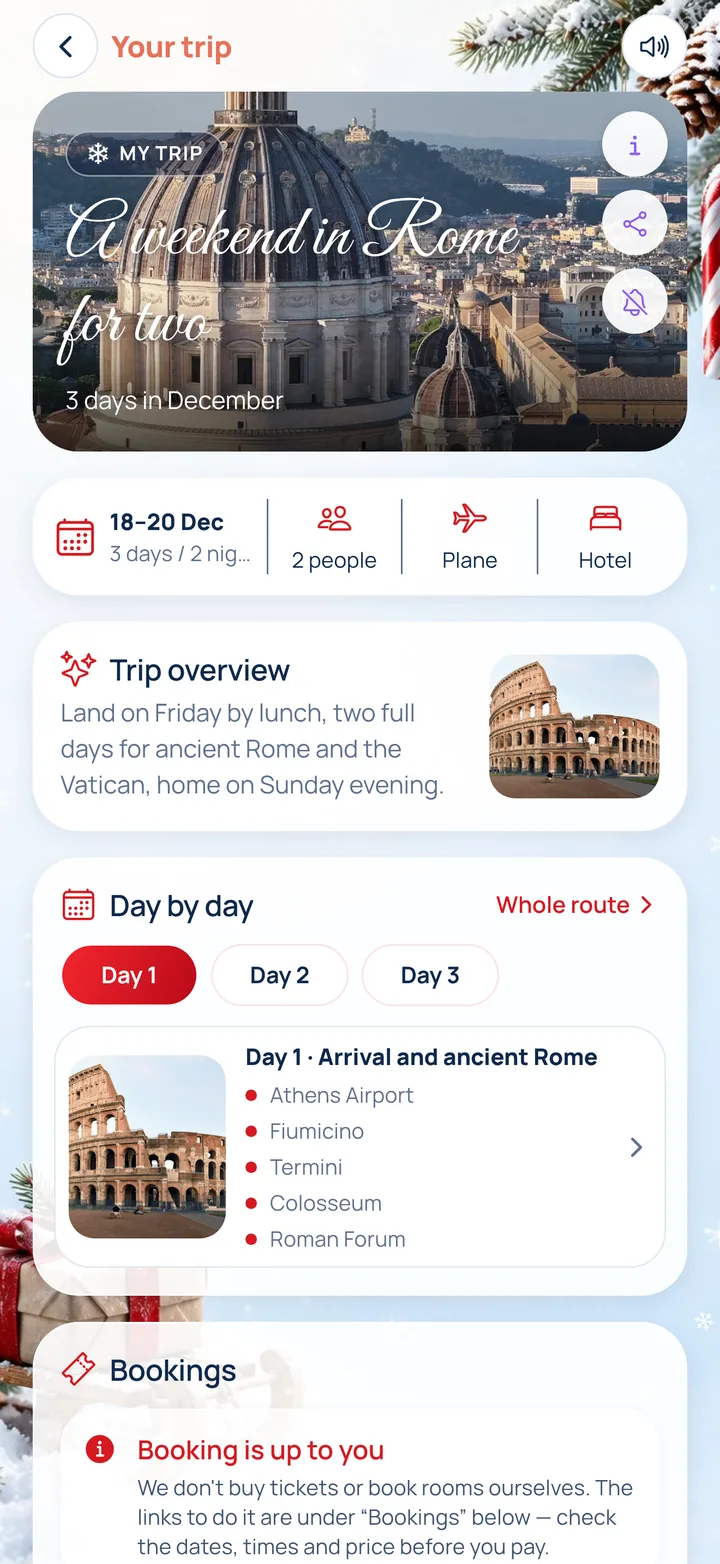 Your trip
MY TRIP
A weekend in Rome
for two
3 days in December
18–20 Dec
3 days / 2 nig...
2 people
Plane
Hotel
Trip overview
Land on Friday by lunch, two full
days for ancient Rome and the
Vatican, home on Sunday evening.
Day by day
Whole route
Day 1
Day 2
Day 3
Day 1 · Arrival and ancient Rome
Athens Airport
Fiumicino
Termini
Colosseum
Roman Forum
Bookings
Booking is up to you
We don't buy tickets or book rooms ourselves. The
links to do it are under “Bookings” below — check
the dates, times and price before you pay.